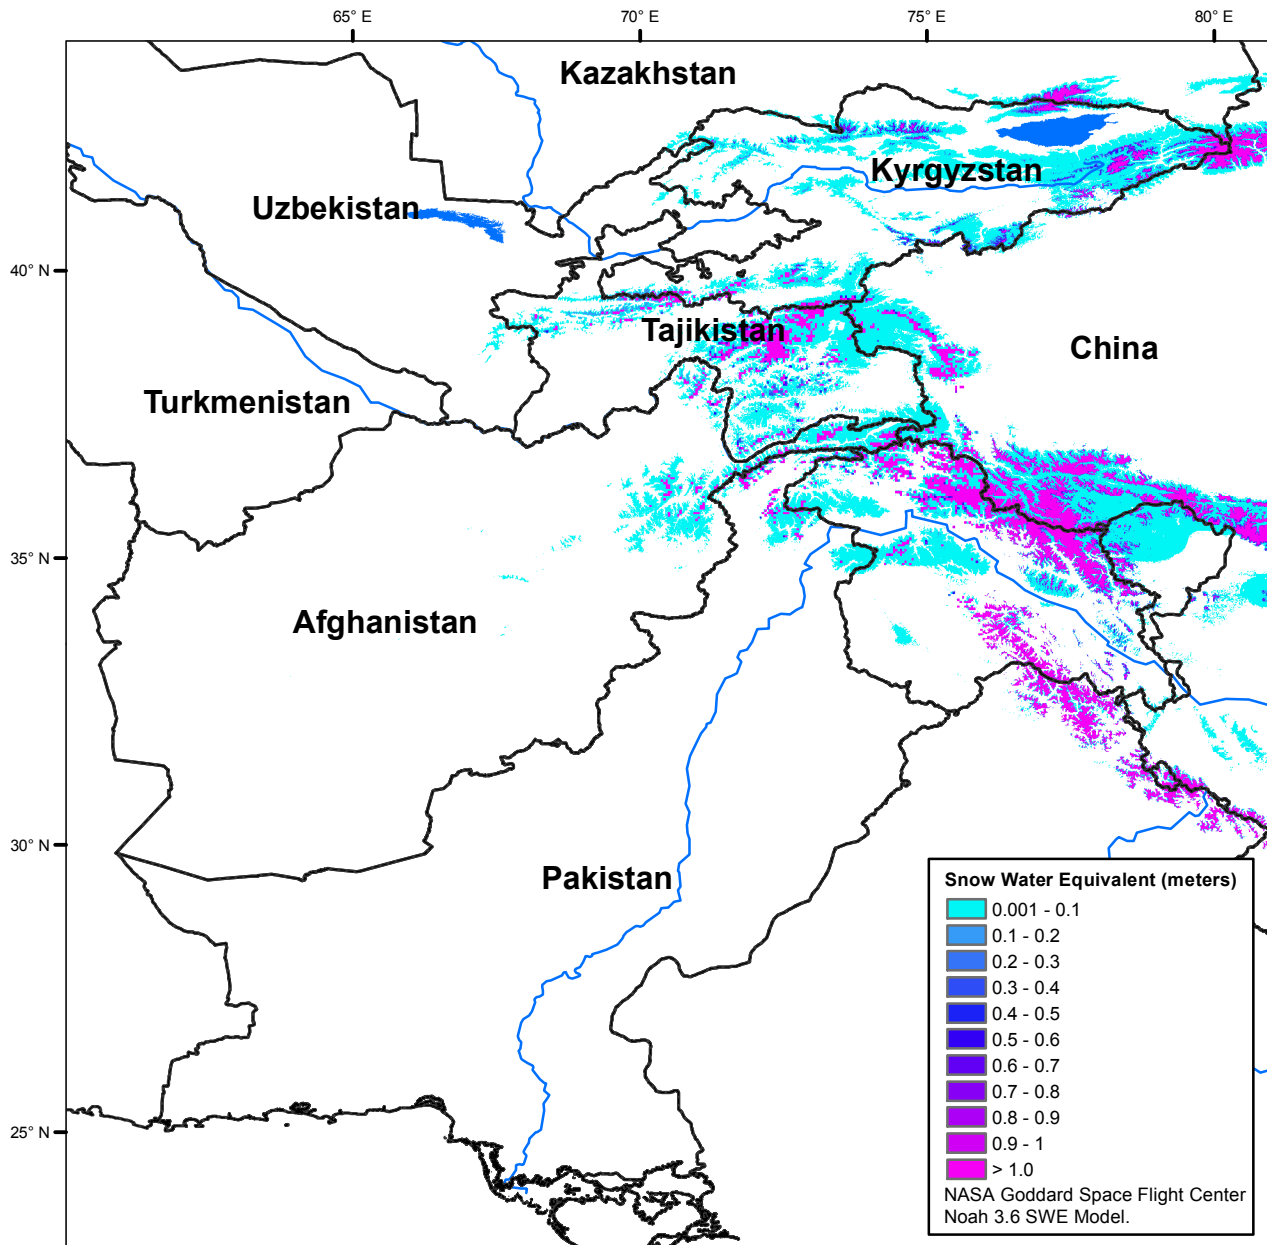 65° E
70° E
75° E
80° E
Kazakhstan
Kyrgyzstan
Uzbekistan
40° N
Tajikistan
China
Turkmenistan
35° N
Afghanistan
30° N
Pakistan
25° N
Snow Water Equivalent (meters)
0.001 - 0.1
0.1 - 0.2
0.2 - 0.3
0.3 - 0.4
0.4 - 0.5
0.5 - 0.6
0.6 - 0.7
0.7 - 0.8
0.8 - 0.9
0.9 - 1
> 1.0
NASA Goddard Space Flight Center
Noah 3.6 SWE Model.